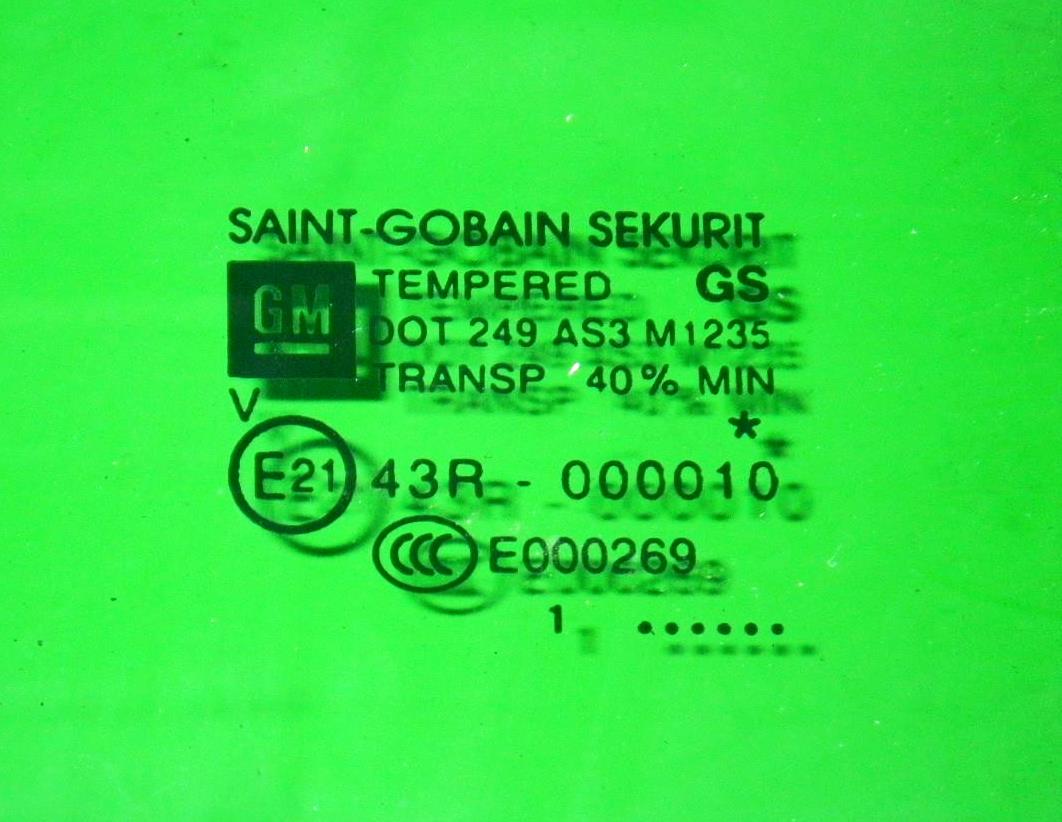 SAINT-GOBAIN SEKURIT
GM TEMPERED GS
DOT 249 AS3 M1235
TRANSP 40% MIN
V *
E21 43R - 000010
CCC E000269
1 ......